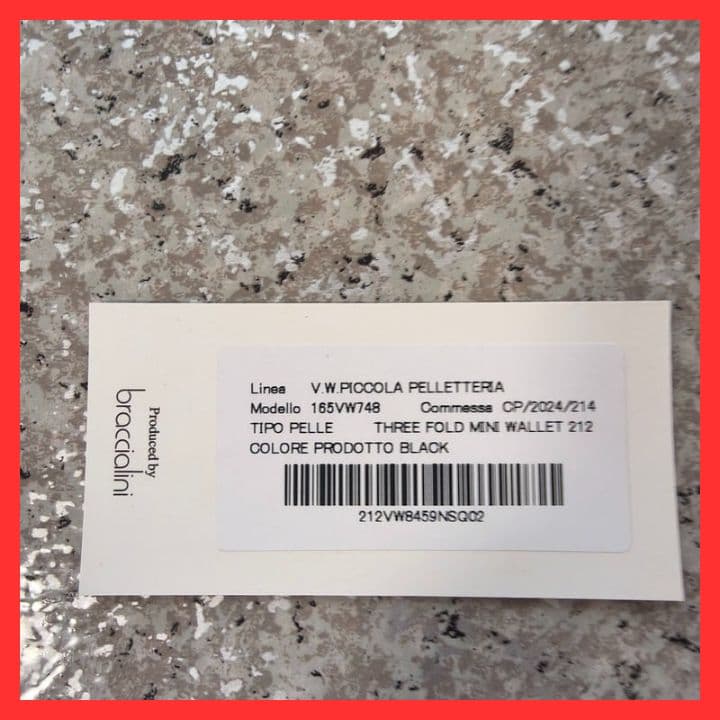 Linea V.W.PICCOLA PELLETTERIA
Modello 165VW748 Commessa CP/2024/214
TIPO PELLE THREE FOLD MINI WALLET 212
COLORE PRODOTTO BLACK
212VW8459NSQ02
Produced by
braccialini